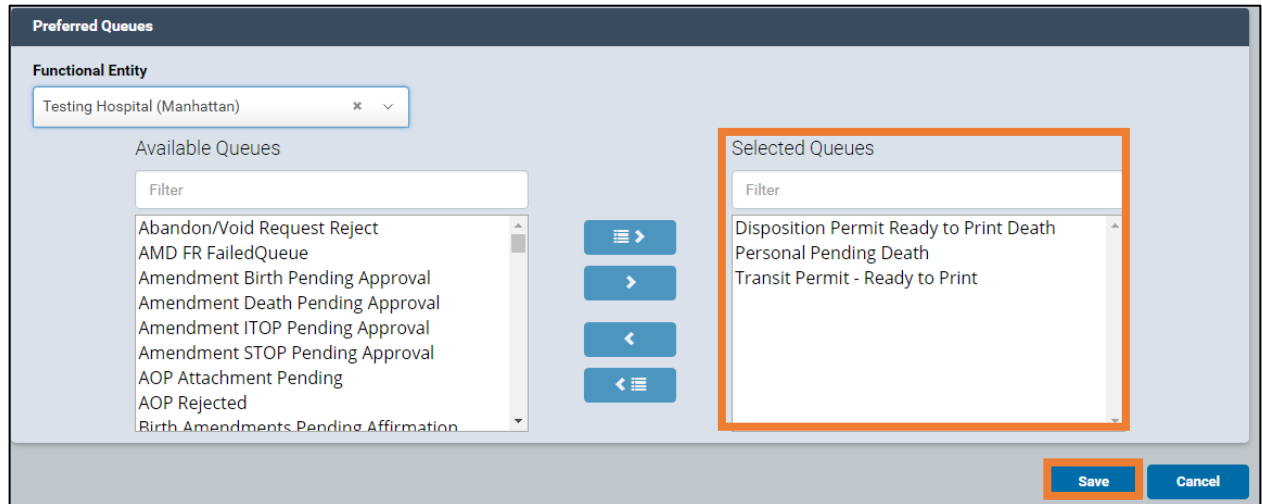 Preferred Queues
Functional Entity
Testing Hospital (Manhattan)
Available Queues
Filter
Abandon/Void Request Reject
AMD FR FailedQueue
Amendment Birth Pending Approval
Amendment Death Pending Approval
Amendment ITOP Pending Approval
Amendment STOP Pending Approval
AOP Attachment Pending
AOP Rejected
Birth Amendments Pending Affirmation
Selected Queues
Filter
Disposition Permit Ready to Print Death
Personal Pending Death
Transit Permit - Ready to Print
Save
Cancel